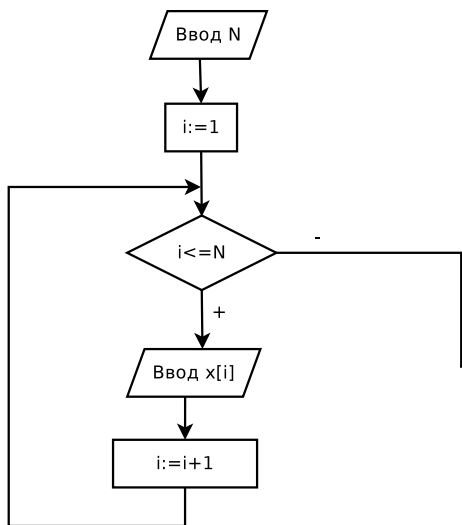 Ввод N
i:=1
i<=N
-
+
Ввод x[i]
i:=i+1